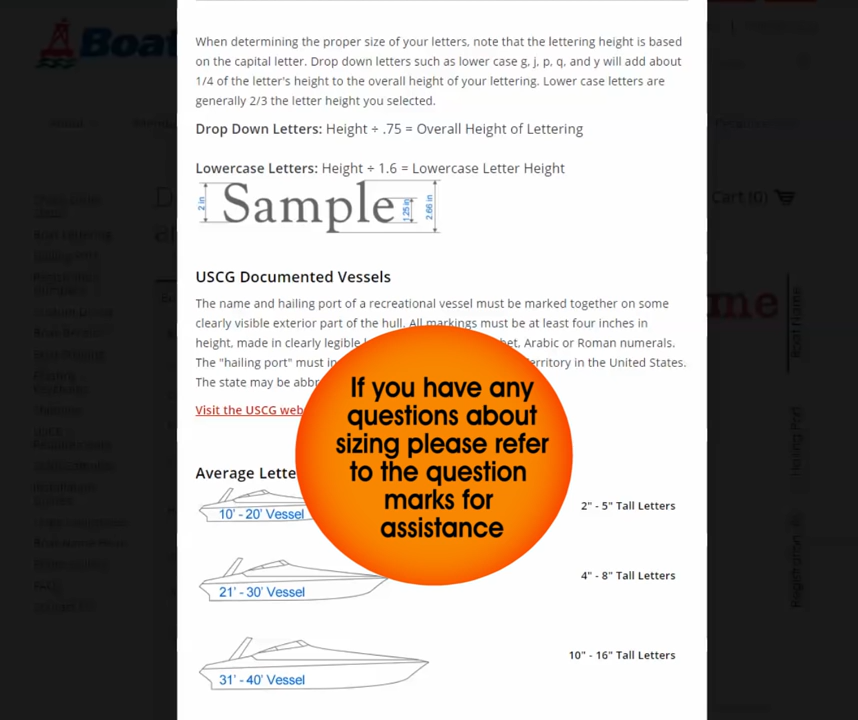 Boat
When determining the proper size of your letters, note that the lettering height is based
on the capital letter. Drop down letters such as lower case g, j, p, q, and y will add about
1/4 of the letter's height to the overall height of your lettering. Lower case letters are
generally 2/3 the letter height you selected.
Drop Down Letters: Height ÷ .75 = Overall Height of Lettering
Lowercase Letters: Height ÷ 1.6 = Lowercase Letter Height
2 in
Sample
1.25 in
2.66 in
Cart (0)
USCG Documented Vessels
The name and hailing port of a recreational vessel must be marked together on some
clearly visible exterior part of the hull. All markings must be at least four inches in
height, made in clearly legible
Arabic or Roman numerals.
The "hailing port" must
in the United States.
The state may be
Visit the USCG
me
Boat Name
Hailing Port
If you have any
questions about
sizing please refer
to the question
marks for
assistance
Average
10' - 20' Vessel
2" - 5" Tall Letters
21' - 30' Vessel
4" - 8" Tall Letters
31' - 40' Vessel
10" - 16" Tall Letters